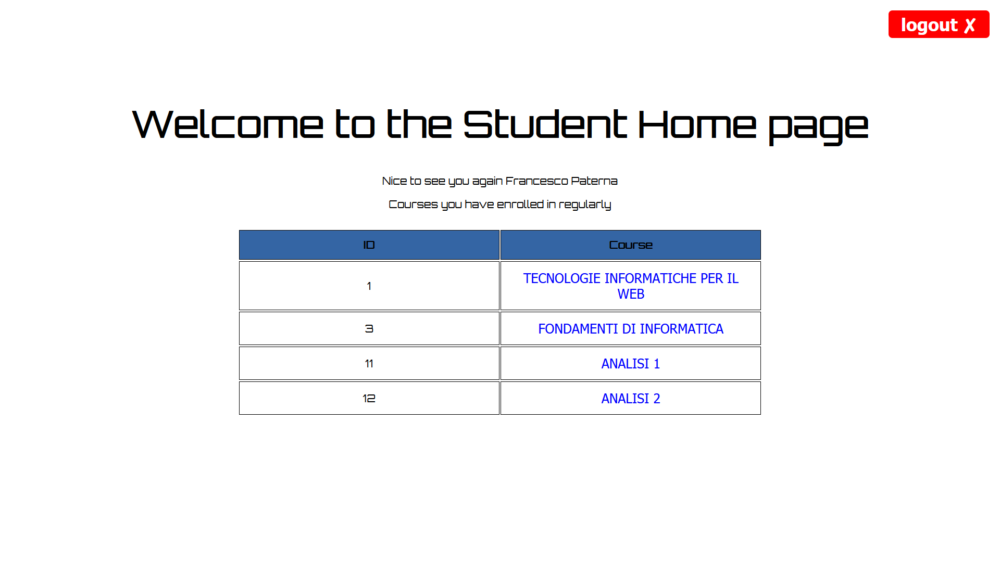 logout ✗
Welcome to the Student Home page
Nice to see you again Francesco Paterna
Courses you have enrolled in regularly
ID Course
1 TECNOLOGIE INFORMATICHE PER IL
WEB
3 FONDAMENTI DI INFORMATICA
11 ANALISI 1
12 ANALISI 2